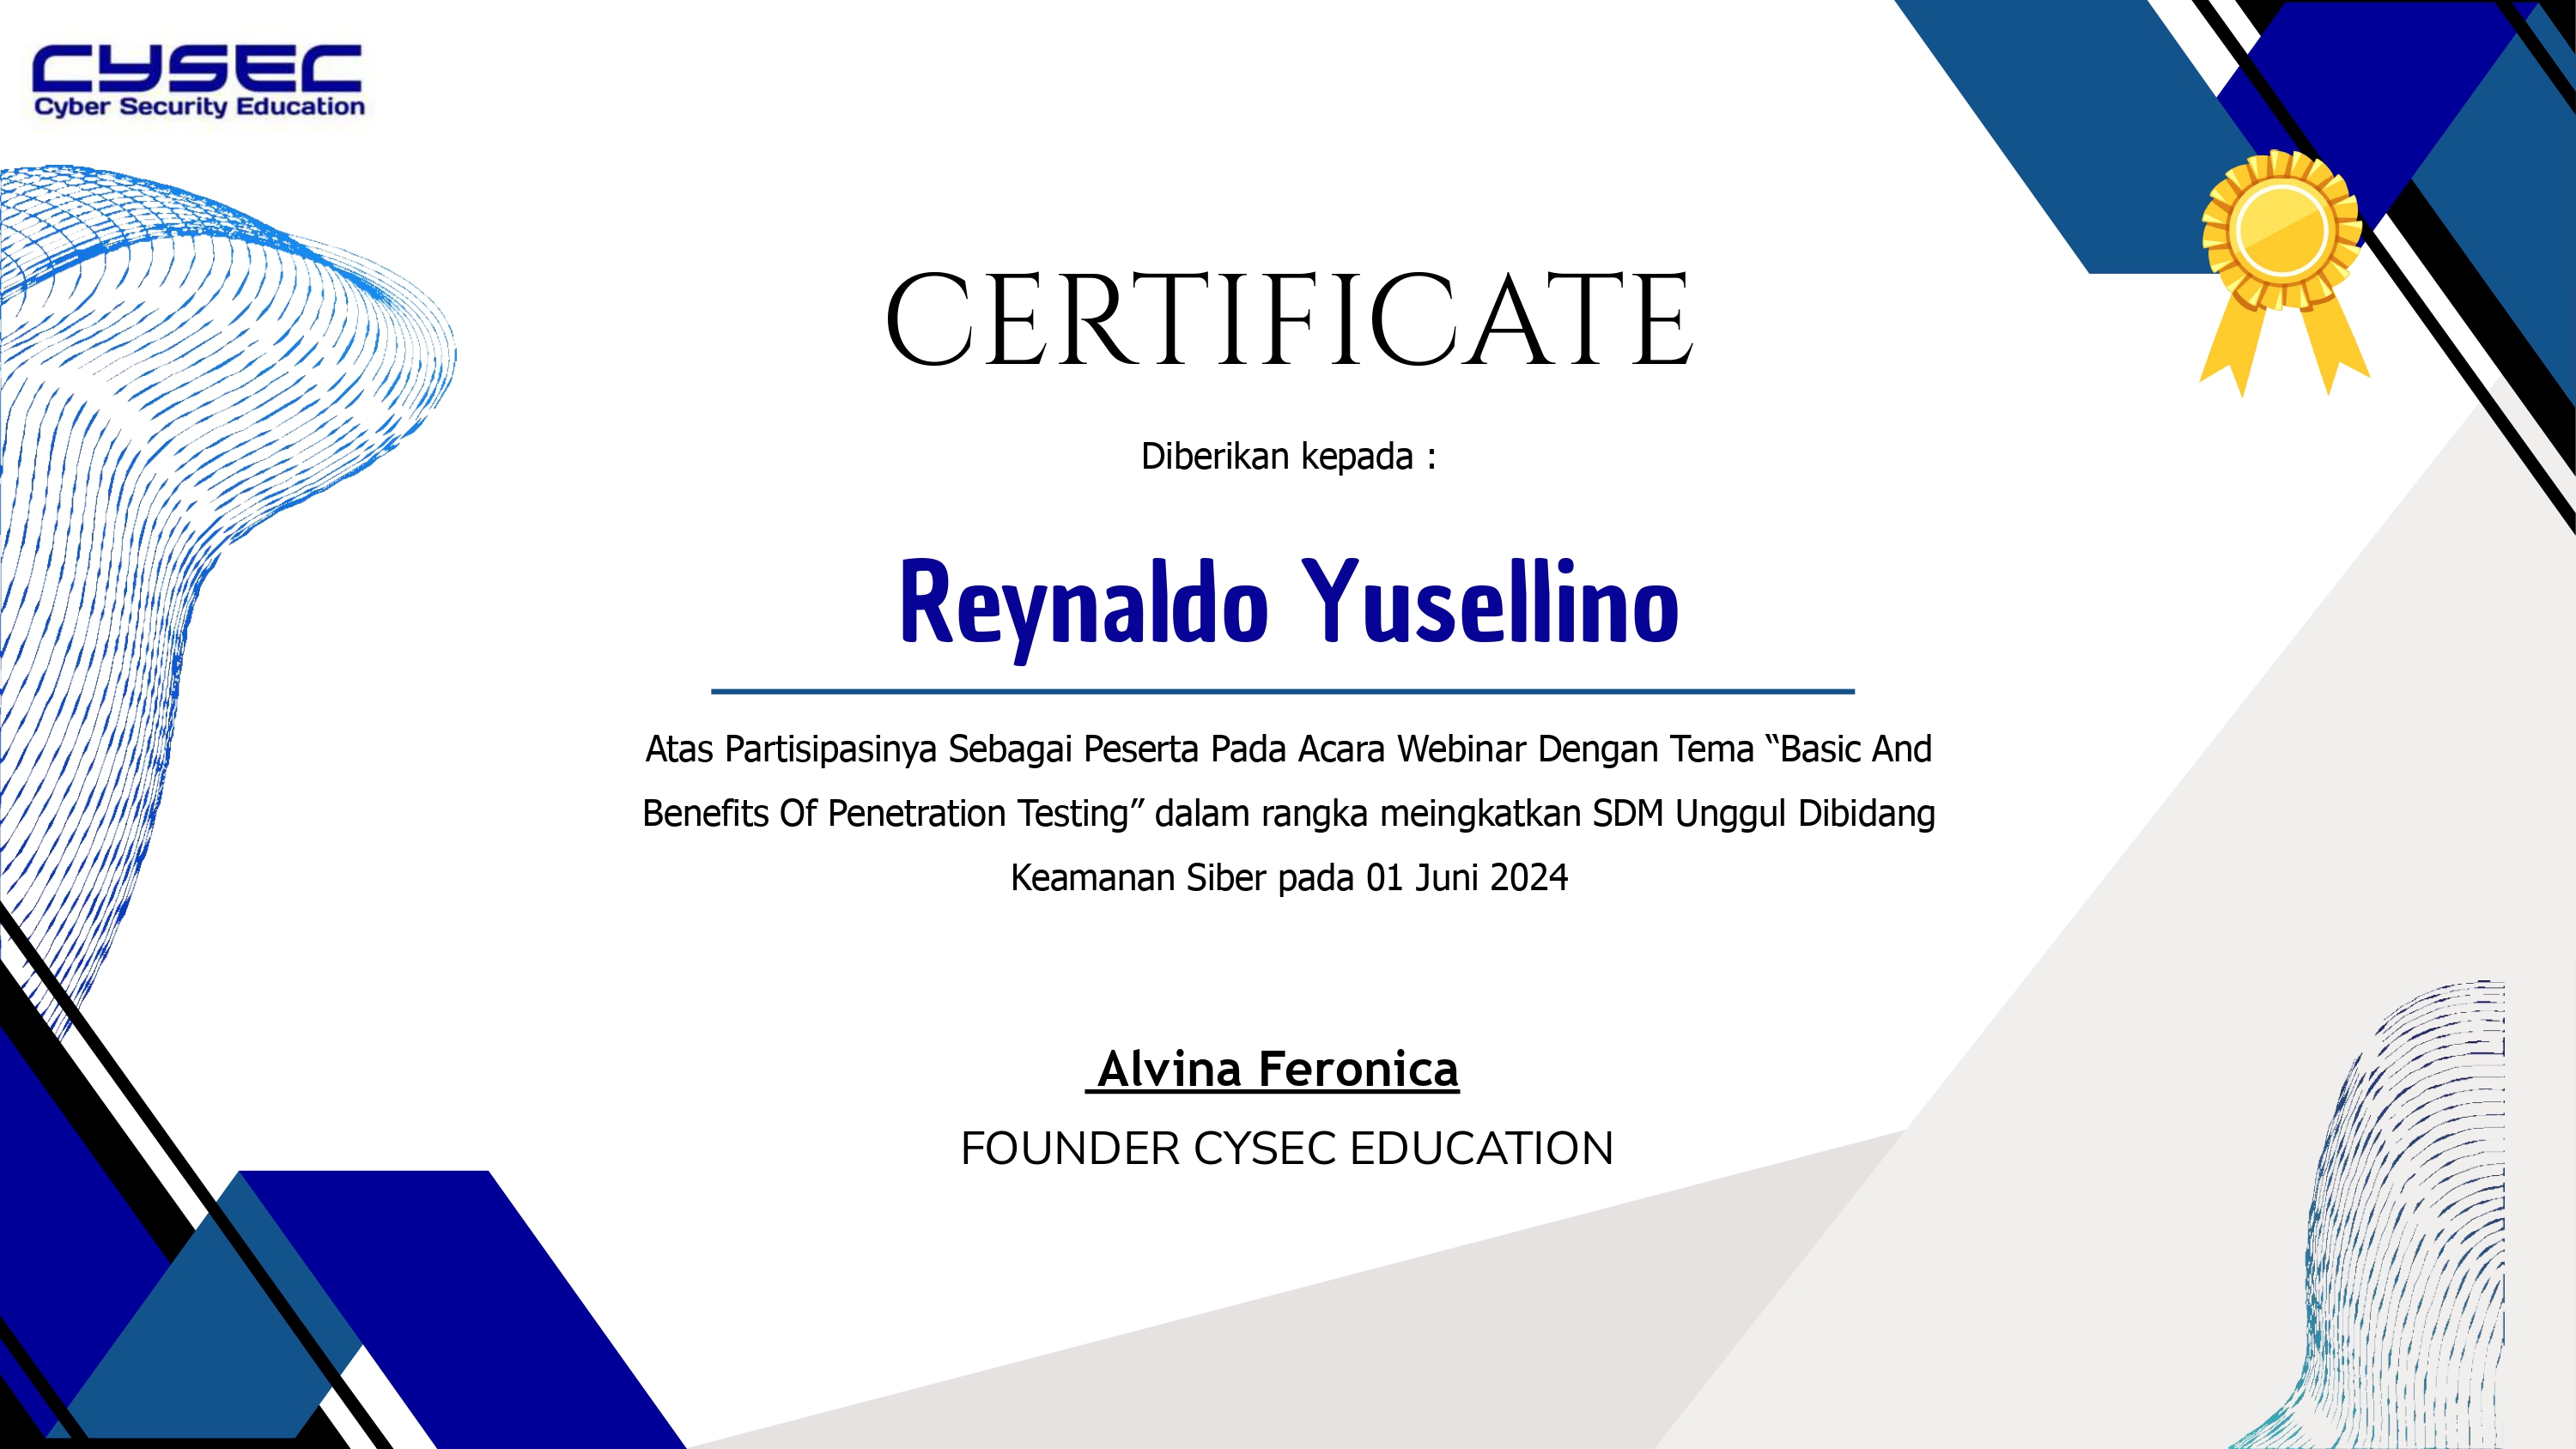 CYSEC
Cyber Security Education
CERTIFICATE
Diberikan kepada :
Reynaldo Yusellino
Atas Partisipasinya Sebagai Peserta Pada Acara Webinar Dengan Tema “Basic And
Benefits Of Penetration Testing” dalam rangka meingkatkan SDM Unggul Dibidang
Keamanan Siber pada 01 Juni 2024
Alvina Feronica
FOUNDER CYSEC EDUCATION